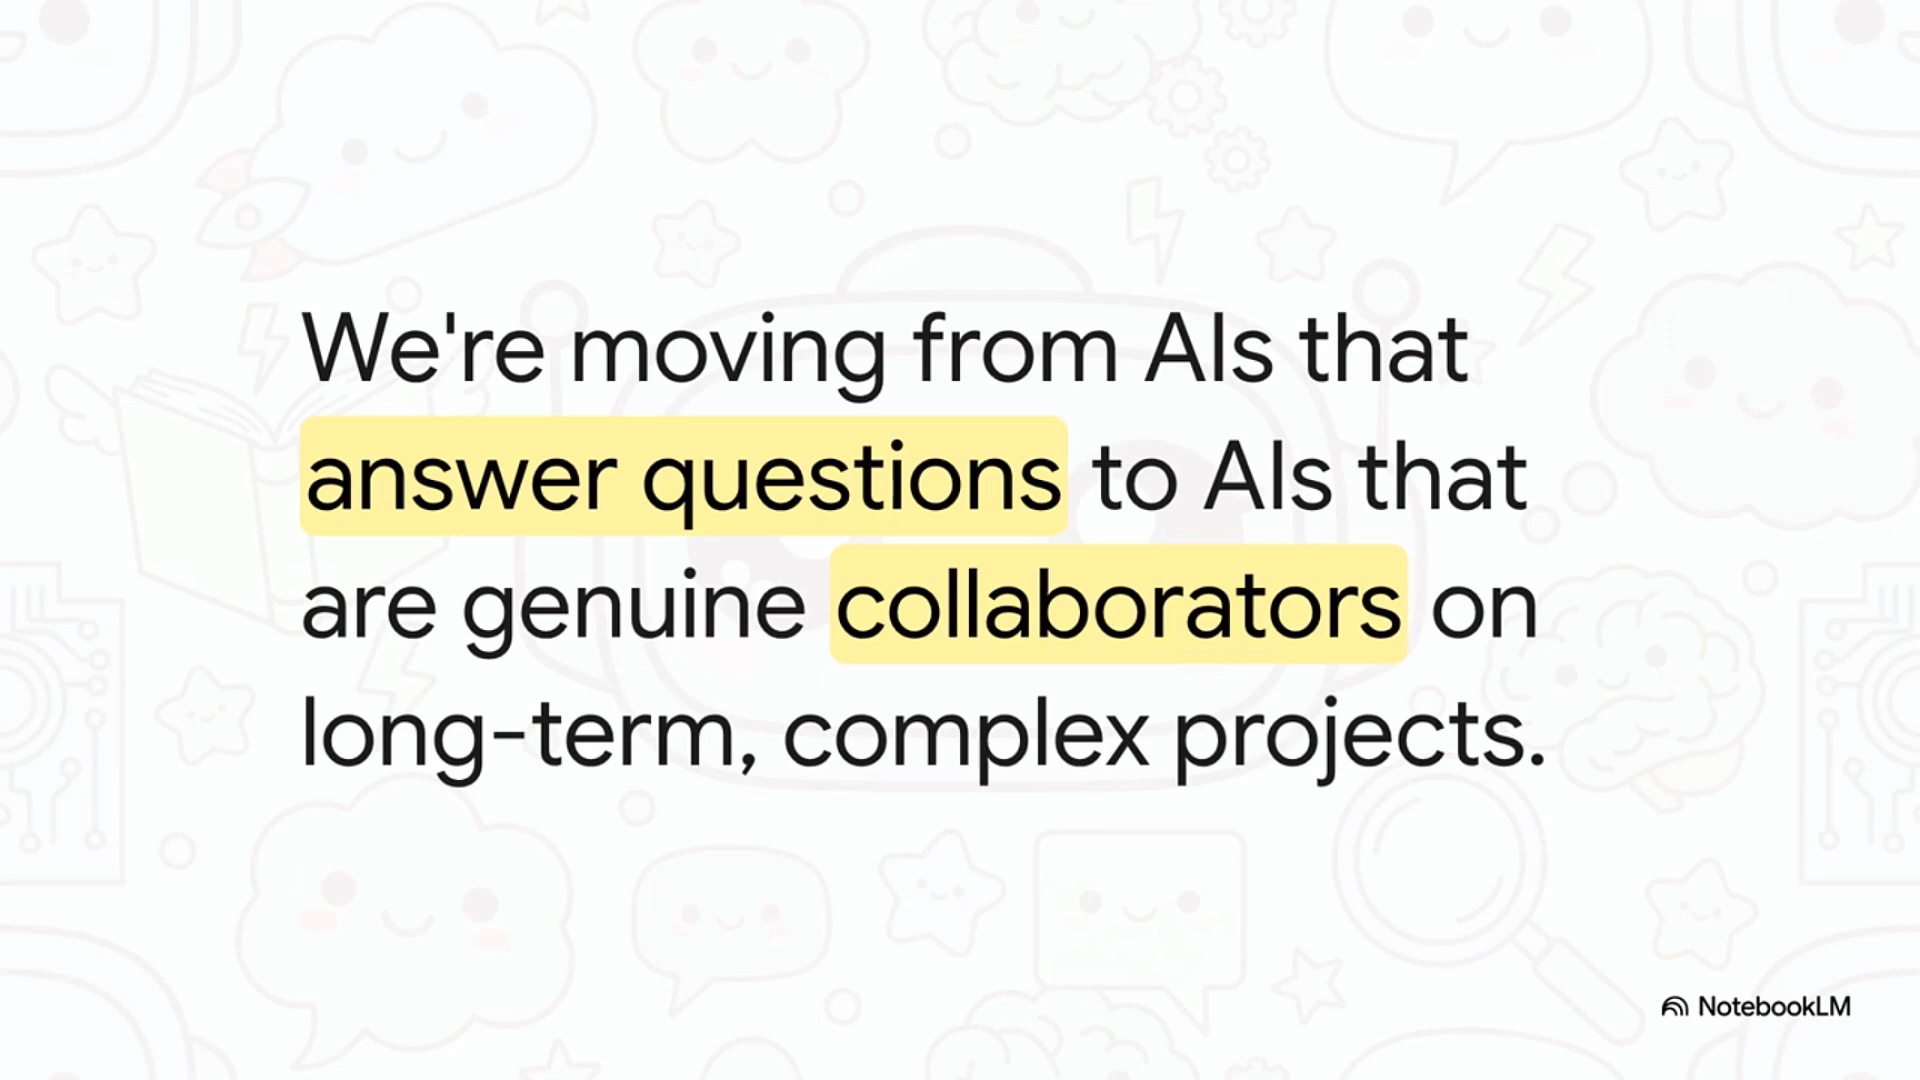 We're moving from AIs that
answer questions to AIs that
are genuine collaborators on
long-term, complex projects.
NotebookLM